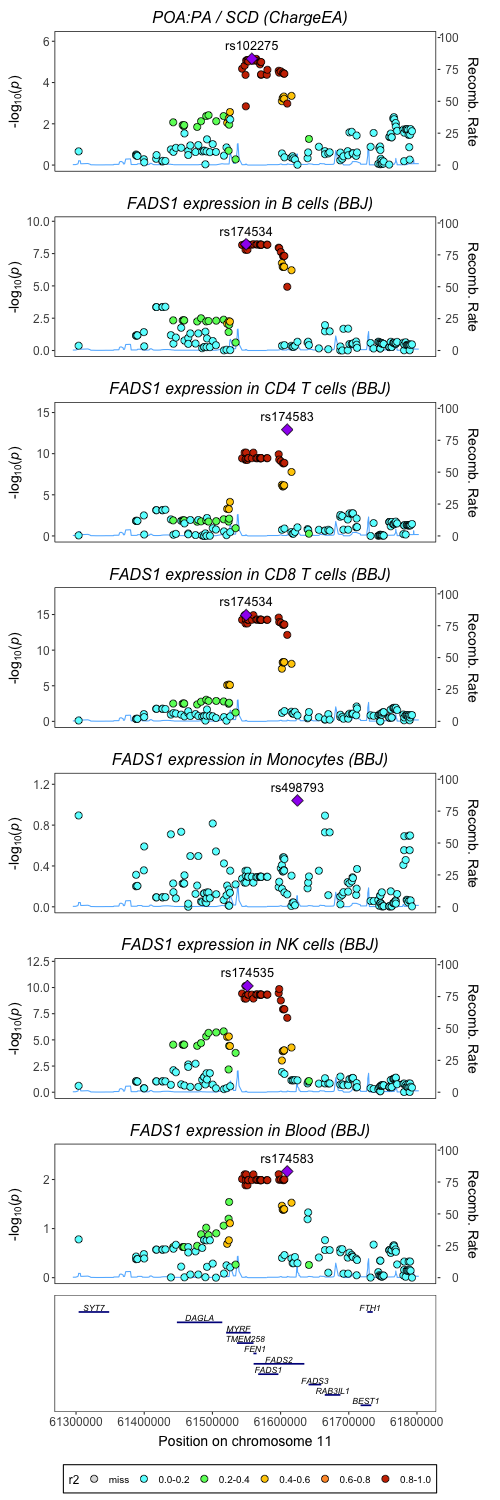 POA:PA / SCD (ChargeEA)
rs102275
6
4
2
0
100
75
50
25
0
-log10(p)
Recomb. Rate
FADS1 expression in B cells (BBJ)
rs174534
10.0
7.5
5.0
2.5
0.0
100
75
50
25
0
-log10(p)
Recomb. Rate
FADS1 expression in CD4 T cells (BBJ)
rs174583
15
10
5
0
100
75
50
25
0
-log10(p)
Recomb. Rate
FADS1 expression in CD8 T cells (BBJ)
rs174534
15
10
5
0
100
75
50
25
0
-log10(p)
Recomb. Rate
FADS1 expression in Monocytes (BBJ)
rs498793
1.2
0.8
0.4
0.0
100
75
50
25
0
-log10(p)
Recomb. Rate
FADS1 expression in NK cells (BBJ)
rs174535
12.5
10.0
7.5
5.0
2.5
0.0
100
75
50
25
0
-log10(p)
Recomb. Rate
FADS1 expression in Blood (BBJ)
rs174583
2
1
0
100
75
50
25
0
-log10(p)
Recomb. Rate
SYT7 FTH1
DAGLA
MYRF
TMEM258
FEN1
FADS2
FADS1
FADS3
RAB3IL1
BEST1
61300000 61400000 61500000 61600000 61700000 61800000
Position on chromosome 11
r2 miss 0.0-0.2 0.2-0.4 0.4-0.6 0.6-0.8 0.8-1.0